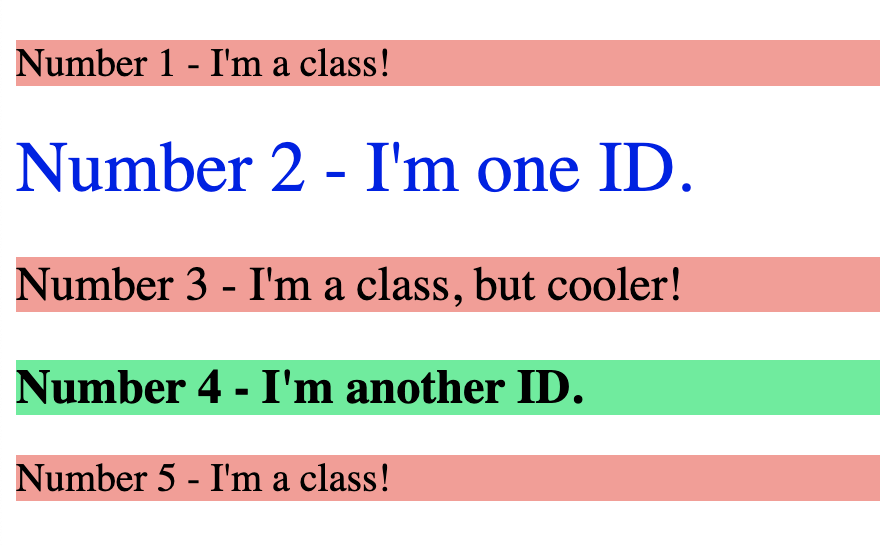 Number 1 - I'm a class!
Number 2 - I'm one ID.
Number 3 - I'm a class, but cooler!
Number 4 - I'm another ID.
Number 5 - I'm a class!